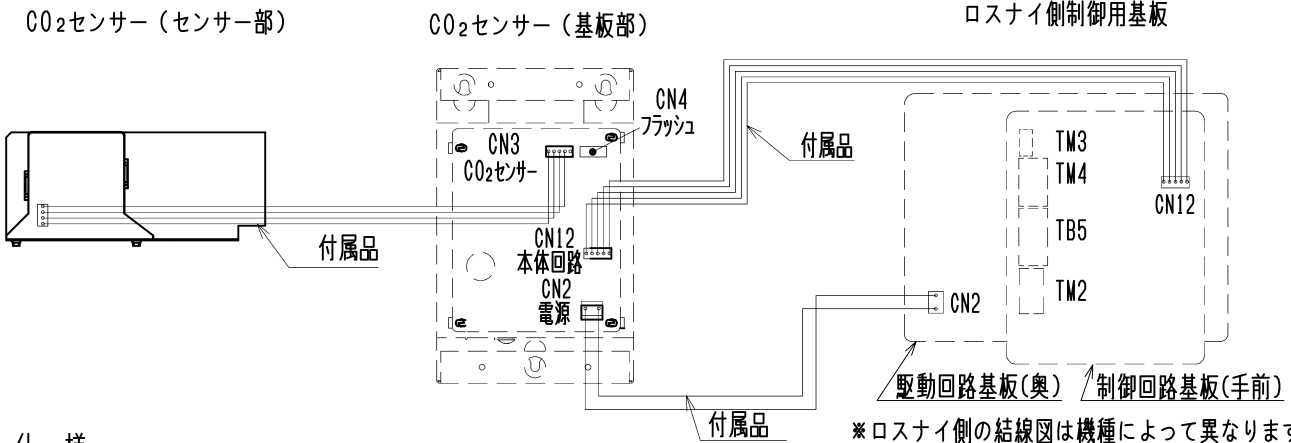 CO₂センサー（センサー部）
CO₂センサー（基板部）
ロスナイ側制御用基板
CN4
フラッシュ
CN3
CO₂センサー
付属品
TM3
TM4
CN12
TB5
付属品
CN12
本体回路
CN2
電源
TM2
CN2
駆動回路基板(奥)
制御回路基板(手前)
付属品
※ロスナイ側の結線図は機種によって異なります